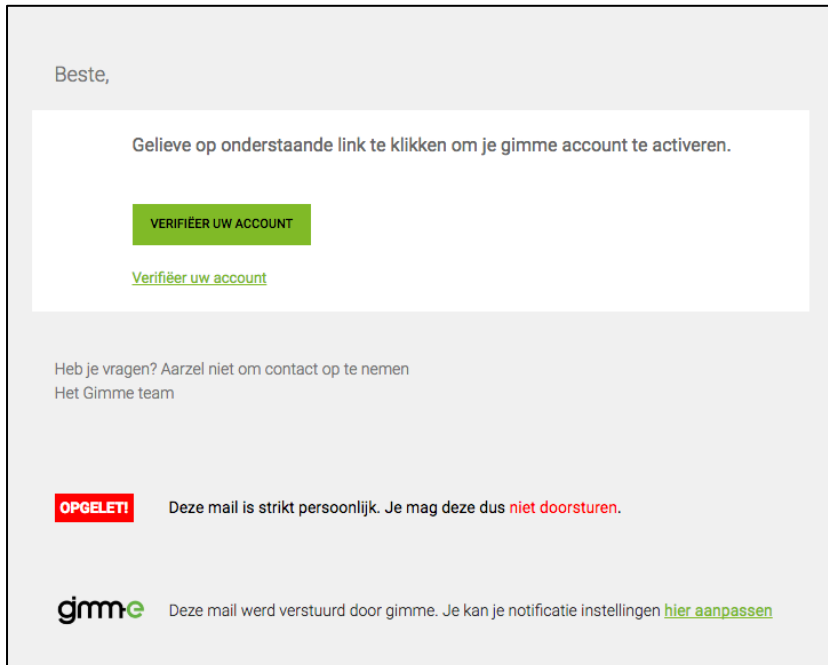 Beste,
Gelieve op onderstaande link te klikken om je gimme account te activeren.
VERIFIËER UW ACCOUNT
Verifiëer uw account
Heb je vragen? Aarzel niet om contact op te nemen
Het Gimme team
OPGELET! Deze mail is strikt persoonlijk. Je mag deze dus niet doorsturen.
gimme Deze mail werd verstuurd door gimme. Je kan je notificatie instellingen hier aanpassen